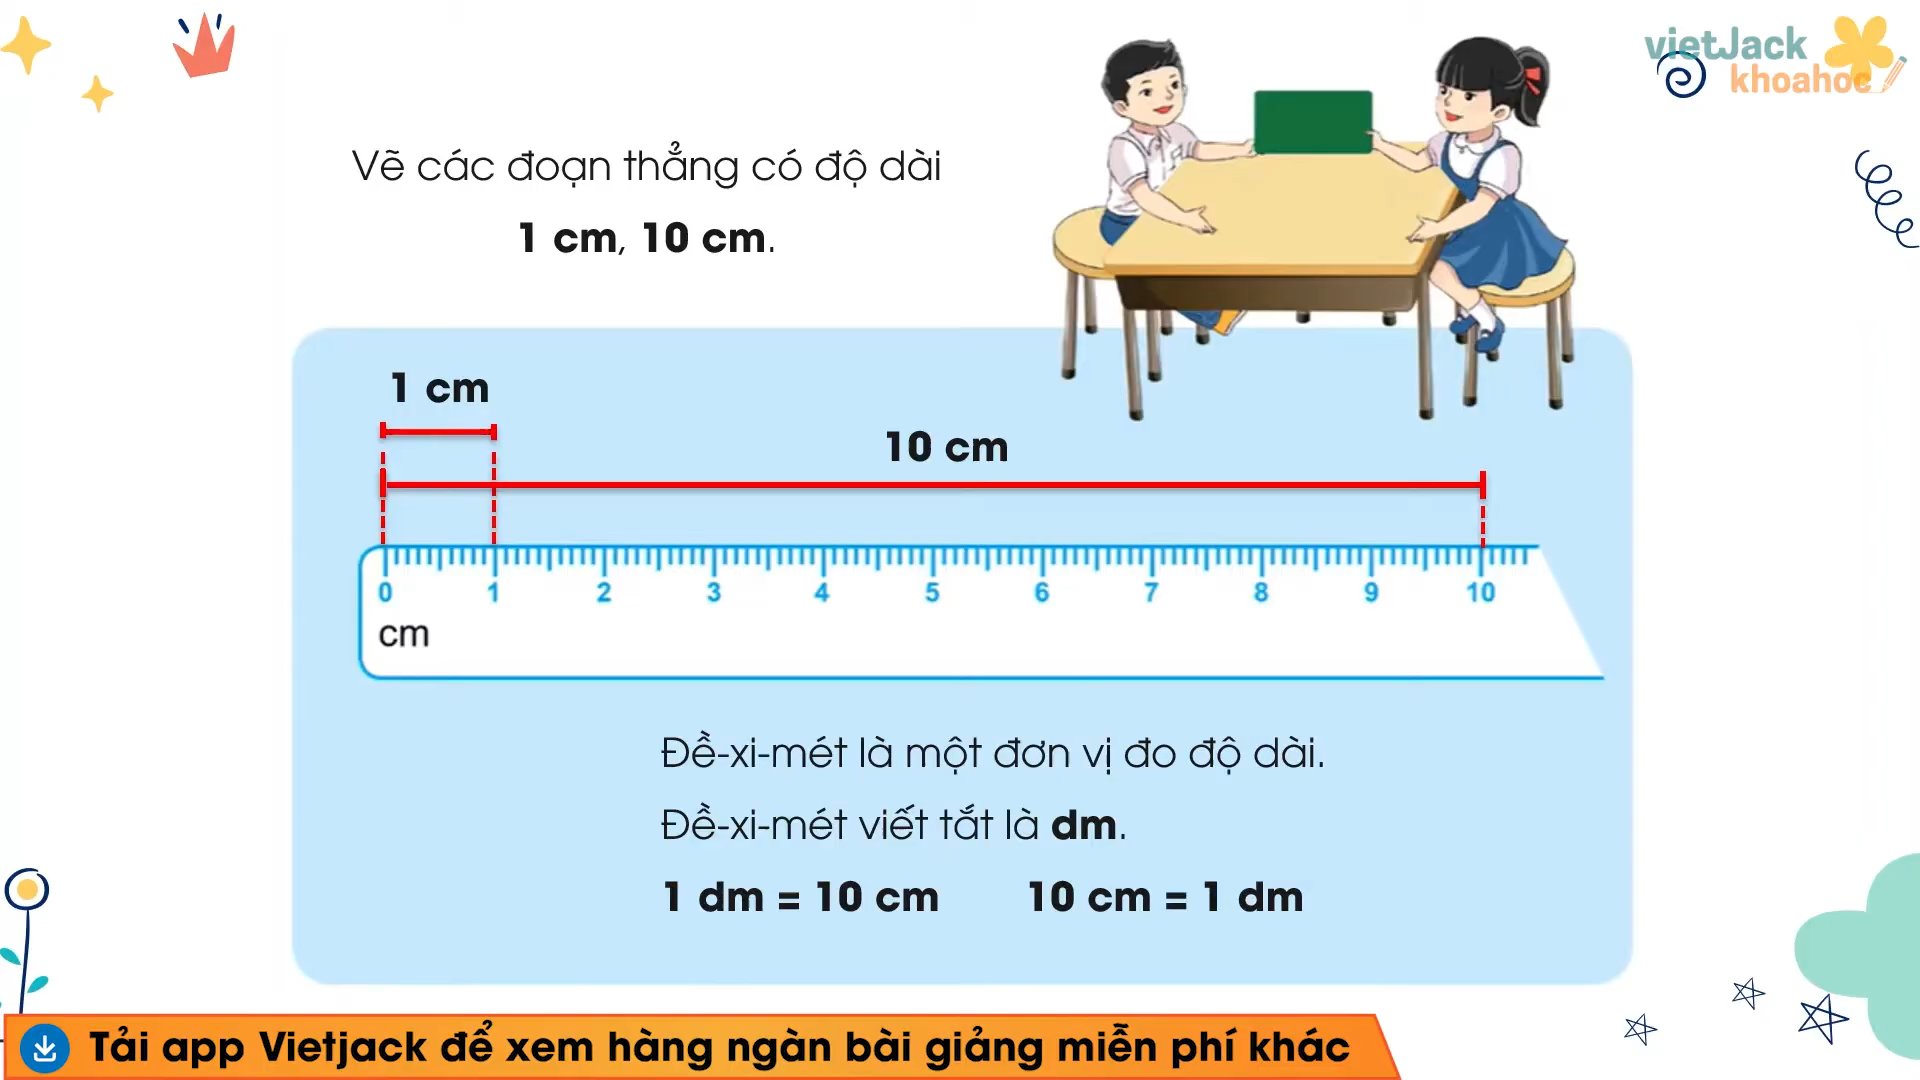 vietJack
khoahoc
Vẽ các đoạn thẳng có độ dài
1 cm, 10 cm.
1 cm
10 cm
0 1 2 3 4 5 6 7 8 9 10
cm
Đề-xi-mét là một đơn vị đo độ dài.
Đề-xi-mét viết tắt là dm.
1 dm = 10 cm 10 cm = 1 dm
Tải app Vietjack để xem hàng ngàn bài giảng miễn phí khác